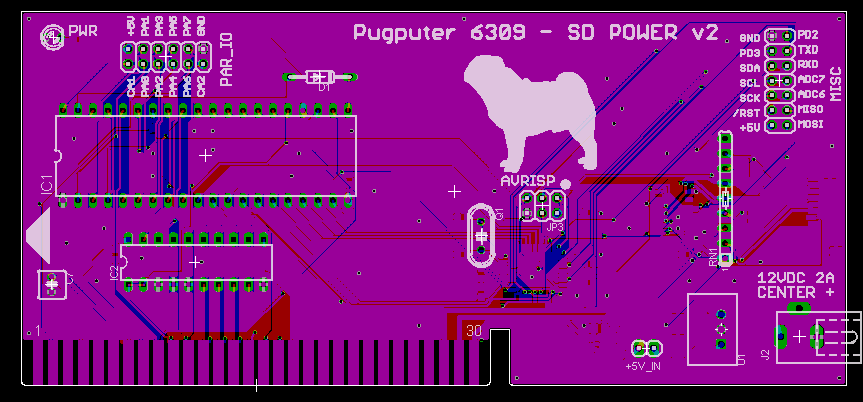 PWR
+5V PA1 PA3 PA5 PA7 GND
CA1 PA0 PA2 PA4 PA6 CA2
PAR_IO
Pugputer 6309 - SD POWER v2
D1
GND PD2
PD3 TXD
SDA RXD
SCL ADC7
SCK ADC6
/RST MISO
+5V MOSI
MISC
IC1
AVRISP
JP3
Q1
IC2
RN1
12VDC 2A
CENTER +
1
30
+5V_IN
U1
J2